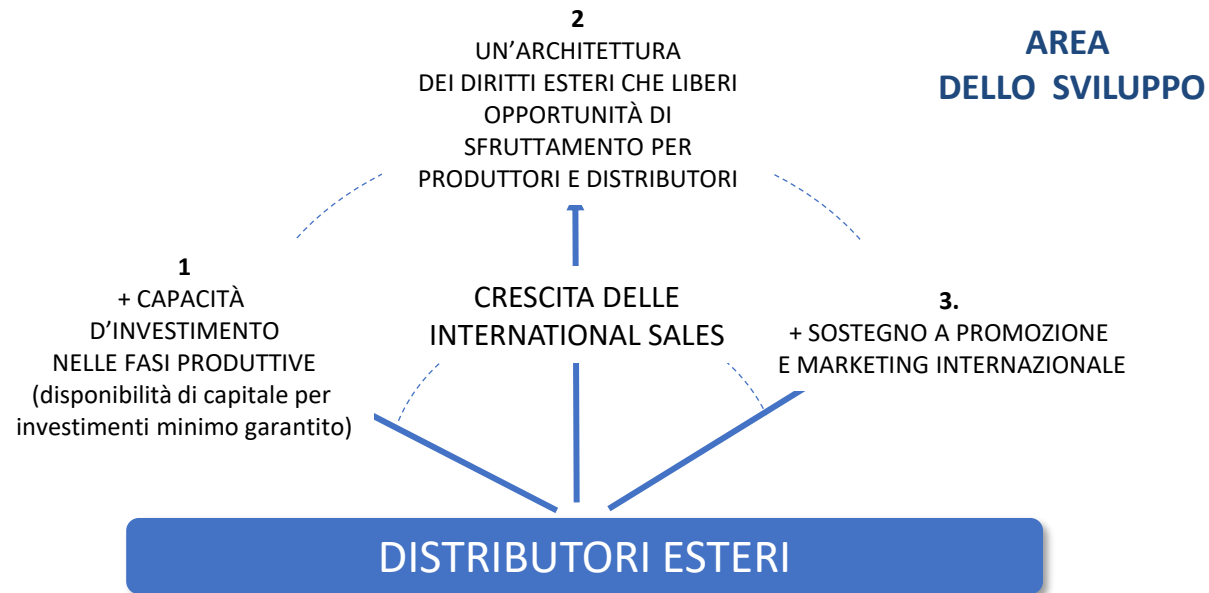 AREA
DELLO SVILUPPO
2
UN’ARCHITETTURA
DEI DIRITTI ESTERI CHE LIBERI
OPPORTUNITÀ DI
SFRUTTAMENTO PER
PRODUTTORI E DISTRIBUTORI
1
+ CAPACITÀ
D’INVESTIMENTO
NELLE FASI PRODUTTIVE
(disponibilità di capitale per
investimenti minimo garantito)
CRESCITA DELLE
INTERNATIONAL SALES
3.
+ SOSTEGNO A PROMOZIONE
E MARKETING INTERNAZIONALE
DISTRIBUTORI ESTERI